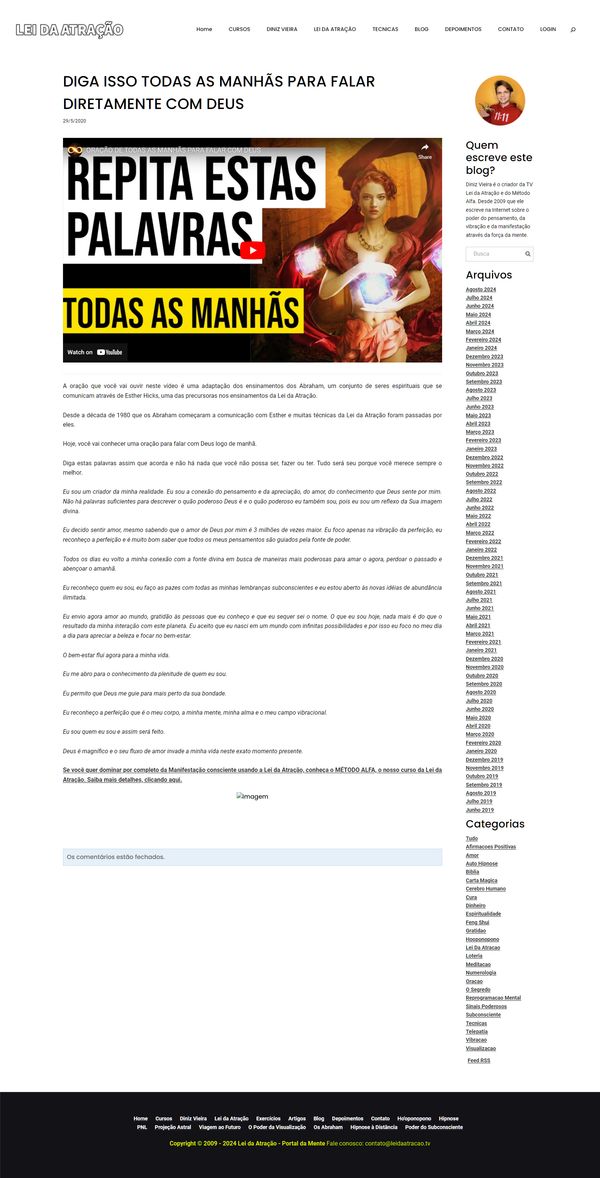 LEI DA ATRAÇÃO
Home CURSOS DINIZ VIEIRA LEI DA ATRAÇÃO TECNICAS BLOG DEPOIMENTOS CONTATO LOGIN
DIGA ISSO TODAS AS MANHÃS PARA FALAR
DIRETAMENTE COM DEUS
29/5/2020
ORAÇÃO DE TODAS AS MANHÃS PARA FALAR COM DEUS
Share
REPITA ESTAS
PALAVRAS
TODAS AS MANHÃS
Watch on YouTube
A oração que você vai ouvir neste vídeo é uma adaptação dos ensinamentos dos Abraham, um conjunto de seres espirituais que se
comunicam através de Esther Hicks, uma das precursoras nos ensinamentos da Lei da Atração.
Desde a década de 1980 que os Abraham começaram a comunicação com Esther e muitas técnicas da Lei da Atração foram passadas por
eles.
Hoje, você vai conhecer uma oração para falar com Deus logo de manhã.
Diga estas palavras assim que acorda e não há nada que você não possa ser, fazer ou ter. Tudo será seu porque você merece sempre o
melhor.
Eu sou um criador da minha realidade. Eu sou a conexão do pensamento e da apreciação, do amor, do conhecimento que Deus sente por mim.
Não há palavras suficientes para descrever o quão poderoso Deus é e o quão poderoso eu também sou, pois eu sou um reflexo da Sua imagem
divina.
Eu decido sentir amor, mesmo sabendo que o amor de Deus por mim é 3 milhões de vezes maior. Eu foco apenas na vibração da perfeição, eu
reconheço a perfeição e é muito bom saber que todos os meus pensamentos são guiados pela fonte de poder.
Todos os dias eu volto a minha conexão com a fonte divina em busca de maneiras mais poderosas para amar o agora, perdoar o passado e
abençoar o amanhã.
Eu reconheço quem eu sou, eu faço as pazes com todas as minhas lembranças subconscientes e eu estou aberto às novas idéias de abundância
ilimitada.
Eu envio agora amor ao mundo, gratidão às pessoas que eu conheço e que eu sequer sei o nome. O que eu sou hoje, nada mais é do que o
resultado da minha interação com este planeta. Eu aceito que eu nasci em um mundo com infinitas possibilidades e por isso eu foco no meu dia
a dia para apreciar a beleza e focar no bem-estar:
O bem-estar flui agora para a minha vida.
Eu me abro para o conhecimento da plenitude de quem eu sou.
Eu permito que Deus me guie para mais perto da sua bondade.
Eu reconheço a perfeição que é o meu corpo, a minha mente, minha alma e o meu campo vibracional.
Eu sou quem eu sou e assim será feito.
Deus é magnífico e o seu fluxo de amor invade a minha vida neste exato momento presente.
Se você quer dominar por completo da Manifestação consciente usando a Lei da Atração, conheça o MÉTODO ALFA, o nosso curso da Lei da
Atração. Saiba mais detalhes, clicando aqui.
Imagem
Os comentários estão fechados.
11:11
Quem
escreve este
blog?
Diniz Vieira é o criador da TV
Lei da Atração e do Método
Alfa. Desde 2009 que ele
escreve na Internet sobre o
poder do pensamento, da
vibração e da manifestação
através da força da mente.
Busca
Arquivos
Agosto 2024
Julho 2024
Junho 2024
Maio 2024
Abril 2024
Março 2024
Fevereiro 2024
Janeiro 2024
Dezembro 2023
Novembro 2023
Outubro 2023
Setembro 2023
Agosto 2023
Julho 2023
Junho 2023
Maio 2023
Abril 2023
Março 2023
Fevereiro 2023
Janeiro 2023
Dezembro 2022
Novembro 2022
Outubro 2022
Setembro 2022
Agosto 2022
Julho 2022
Junho 2022
Maio 2022
Abril 2022
Março 2022
Fevereiro 2022
Janeiro 2022
Dezembro 2021
Novembro 2021
Outubro 2021
Setembro 2021
Agosto 2021
Julho 2021
Junho 2021
Maio 2021
Abril 2021
Março 2021
Fevereiro 2021
Janeiro 2021
Dezembro 2020
Novembro 2020
Outubro 2020
Setembro 2020
Agosto 2020
Julho 2020
Junho 2020
Maio 2020
Abril 2020
Março 2020
Fevereiro 2020
Janeiro 2020
Dezembro 2019
Novembro 2019
Outubro 2019
Setembro 2019
Agosto 2019
Julho 2019
Junho 2019
Categorias
Tudo
Afirmacoes Positivas
Amor
Auto Hipnose
Biblia
Carta Magica
Cerebro Humano
Cura
Dinheiro
Espiritualidade
Feng Shui
Gratidao
Hooponopono
Lei Da Atracao
Loteria
Meditacao
Numerologia
Oracao
O Segredo
Reprogramacao Mental
Sinais Poderosos
Subconsciente
Tecnicas
Telepatia
Vibracao
Visualizacao
Feed RSS
Home Cursos Diniz Vieira Lei da Atração Exercícios Artigos Blog Depoimentos Contato Ho'oponopono Hipnose
PNL Projeção Astral Viagem ao Futuro O Poder da Visualização Os Abraham Hipnose à Distância Poder do Subconsciente
Copyright © 2009 - 2024 Lei da Atração - Portal da Mente Fale conosco: contato@leidaatracao.tv